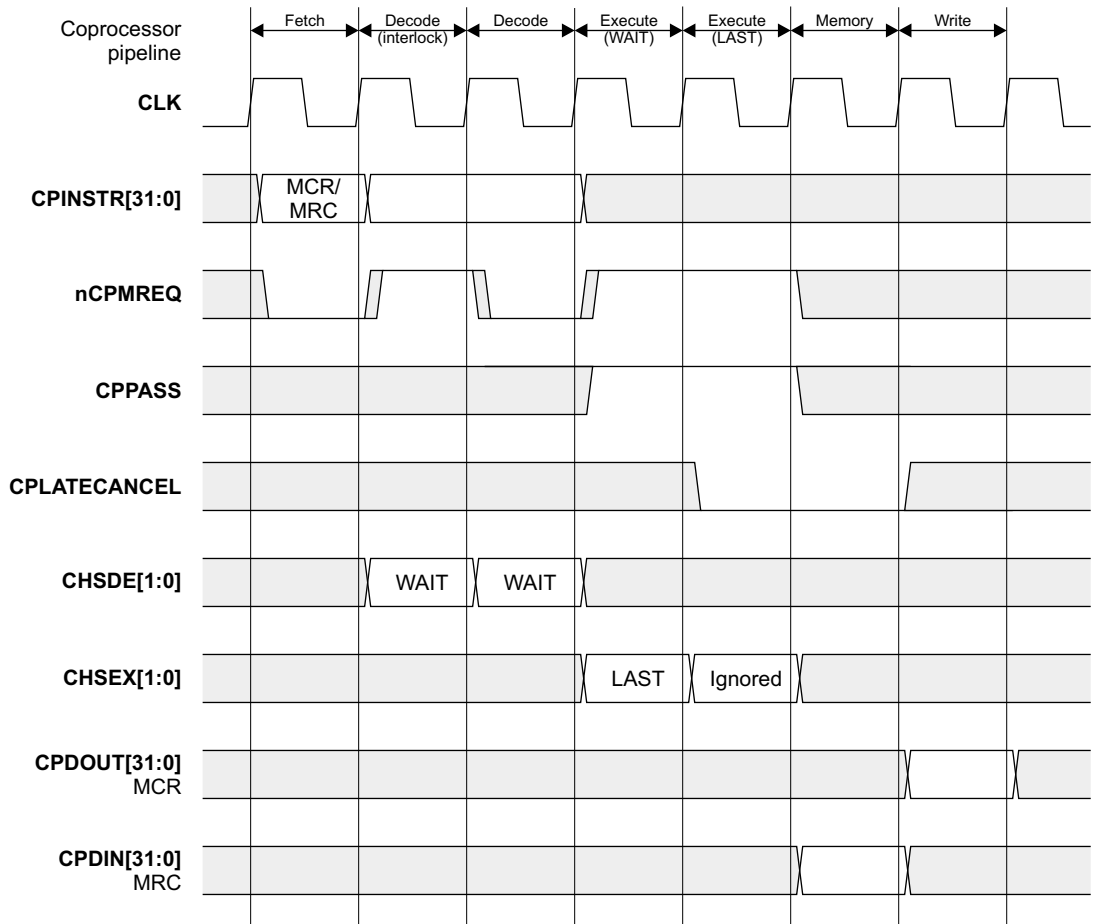 Coprocessor
pipeline
Fetch
Decode
(interlock)
Decode
Execute
(WAIT)
Execute
(LAST)
Memory
Write
CLK
CPINSTR[31:0]
MCR/
MRC
nCPMREQ
CPPASS
CPLATECANCEL
CHSDE[1:0]
WAIT
WAIT
CHSEX[1:0]
LAST
Ignored
CPDOUT[31:0]
MCR
CPDIN[31:0]
MRC